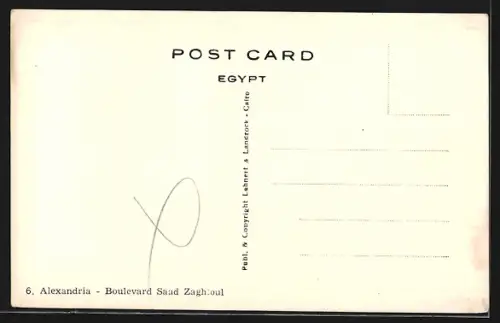 POST CARD
EGYPT
Publ. & Copyright Lehnert & Landrock - Cairo
6. Alexandria - Boulevard Saad Zaghloul